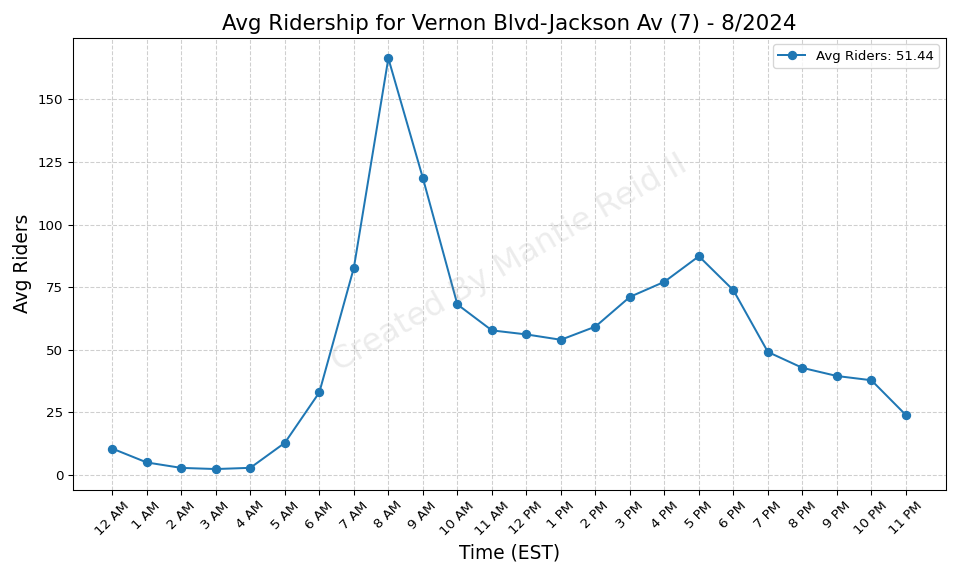 Avg Ridership for Vernon Blvd-Jackson Av (7) - 8/2024
Avg Riders: 51.44
150
125
100
75
50
25
0
Avg Riders
Created By Mantie Reid II
12 AM
1 AM
2 AM
3 AM
4 AM
5 AM
6 AM
7 AM
8 AM
9 AM
10 AM
11 AM
12 PM
1 PM
2 PM
3 PM
4 PM
5 PM
6 PM
7 PM
8 PM
9 PM
10 PM
11 PM
Time (EST)